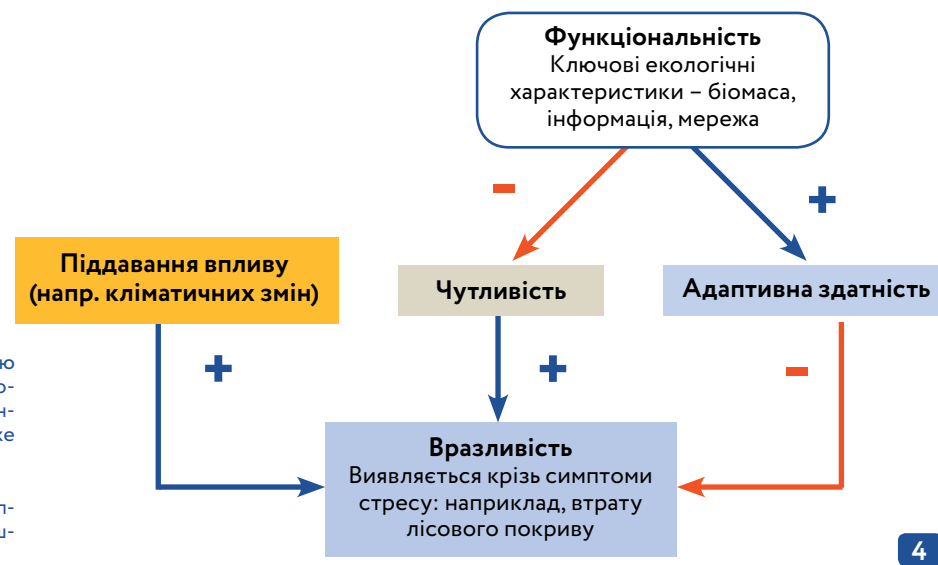 Функціональність
Ключові екологічні
характеристики – біомаса,
інформація, мережа
-
+
Піддавання впливу
(напр. кліматичних змін)
Чутливість
Адаптивна здатність
+
+
-
ю
о-
н-
ке
Вразливість
Виявляється крізь симптоми
стресу: наприклад, втрату
лісового покриву
п-
ш-
4